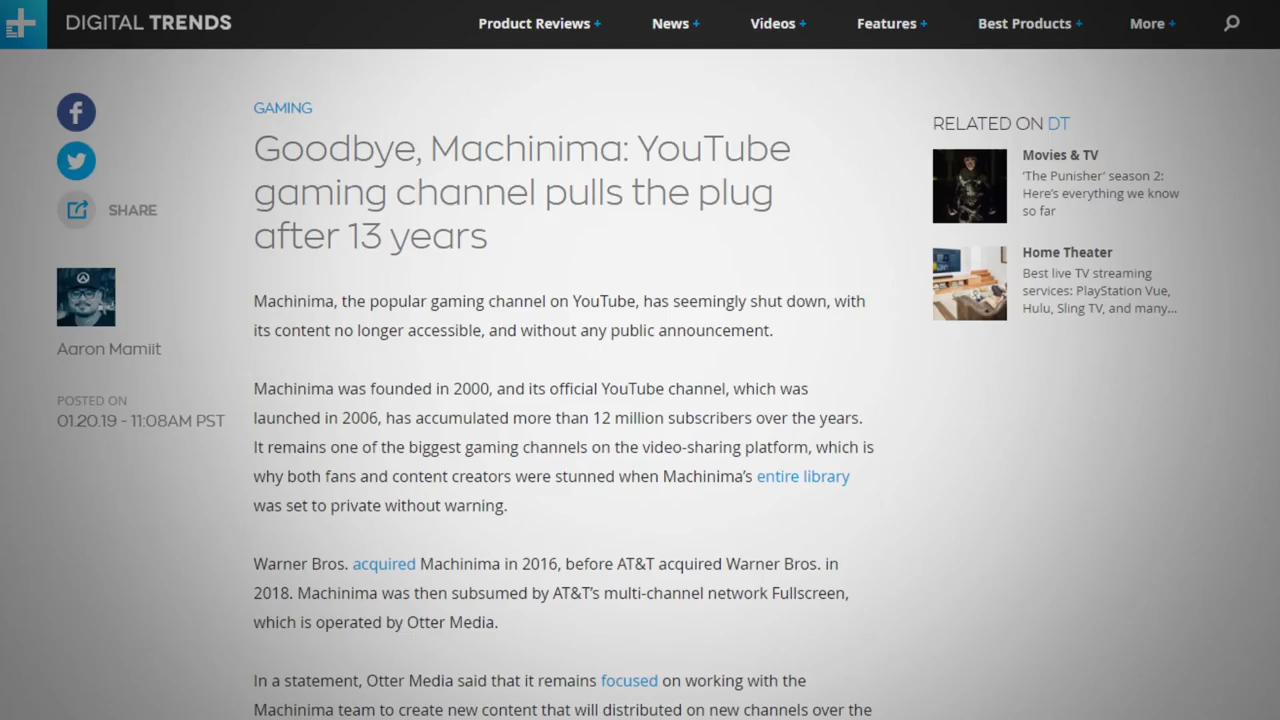 DIGITAL TRENDS
Product Reviews +
News +
Videos +
Features +
Best Products +
More +
SHARE
Aaron Mamiit
POSTED ON
01.20.19 - 11:08AM PST
GAMING
Goodbye, Machinima: YouTube
gaming channel pulls the plug
after 13 years
Machinima, the popular gaming channel on YouTube, has seemingly shut down, with
its content no longer accessible, and without any public announcement.
Machinima was founded in 2000, and its official YouTube channel, which was
launched in 2006, has accumulated more than 12 million subscribers over the years.
It remains one of the biggest gaming channels on the video-sharing platform, which is
why both fans and content creators were stunned when Machinima’s entire library
was set to private without warning.
Warner Bros. acquired Machinima in 2016, before AT&T acquired Warner Bros. in
2018. Machinima was then subsumed by AT&T’s multi-channel network Fullscreen,
which is operated by Otter Media.
In a statement, Otter Media said that it remains focused on working with the
Machinima team to create new content that will distributed on new channels over the
RELATED ON DT
Movies & TV
‘The Punisher’ season 2:
Here’s everything we know
so far
Home Theater
Best live TV streaming
services: PlayStation Vue,
Hulu, Sling TV, and many...